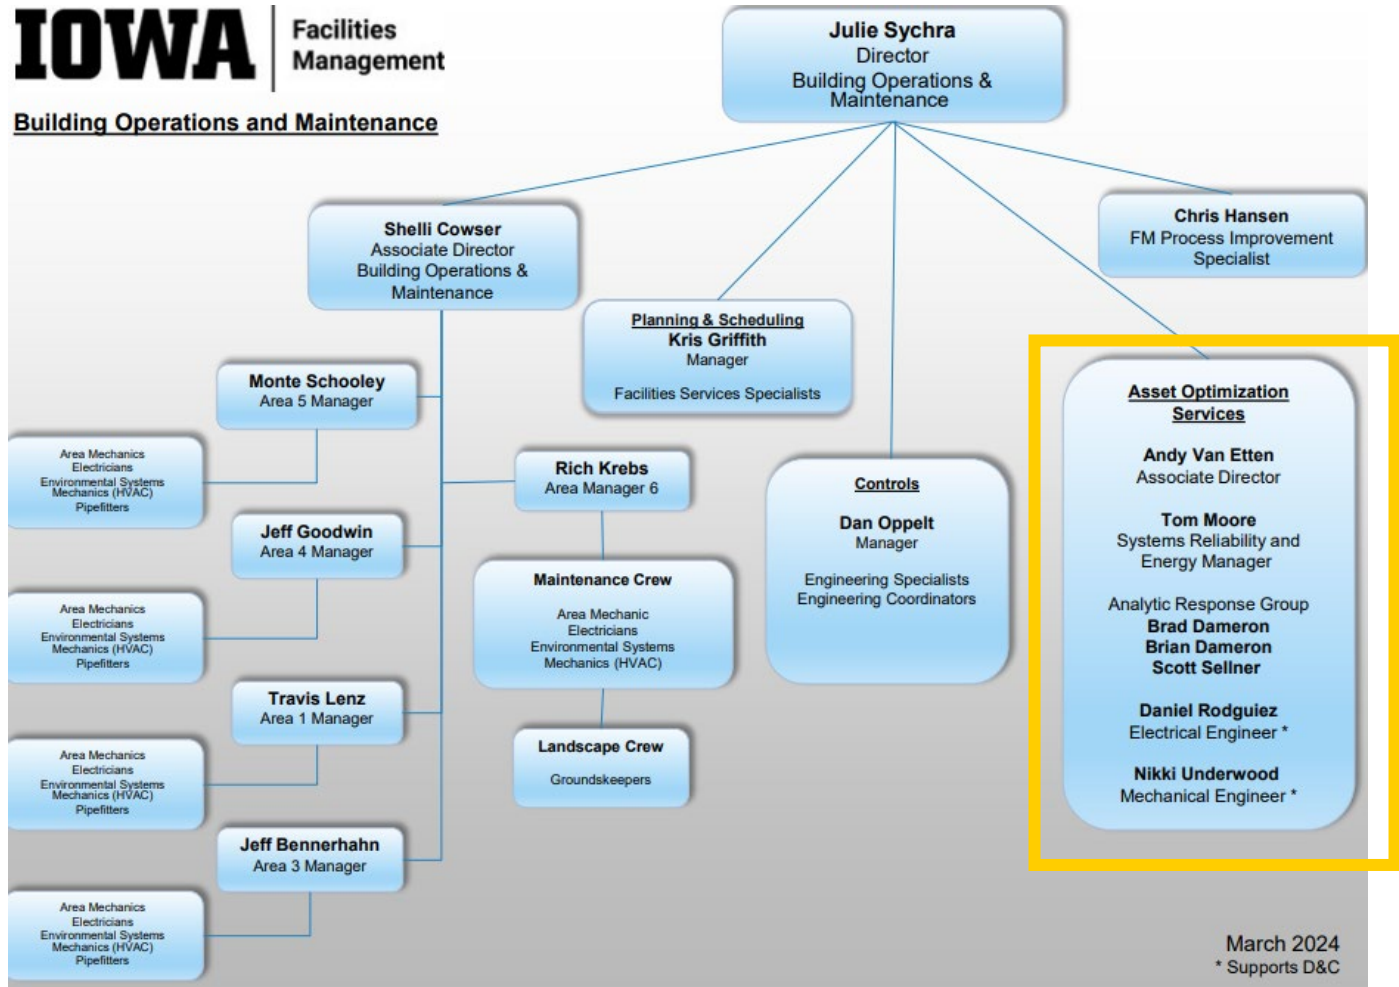 IOWA
Facilities
Management
Building Operations and Maintenance
Julie Sychra
Director
Building Operations &
Maintenance
Shelli Cowser
Associate Director
Building Operations &
Maintenance
Chris Hansen
FM Process Improvement
Specialist
Planning & Scheduling
Kris Griffith
Manager
Facilities Services Specialists
Monte Schooley
Area 5 Manager
Area Mechanics
Electricians
Environmental Systems
Mechanics (HVAC)
Pipefitters
Jeff Goodwin
Area 4 Manager
Area Mechanics
Electricians
Environmental Systems
Mechanics (HVAC)
Pipefitters
Travis Lenz
Area 1 Manager
Area Mechanics
Electricians
Environmental Systems
Mechanics (HVAC)
Pipefitters
Jeff Bennerhahn
Area 3 Manager
Area Mechanics
Electricians
Environmental Systems
Mechanics (HVAC)
Pipefitters
Rich Krebs
Area Manager 6
Maintenance Crew
Area Mechanic
Electricians
Environmental Systems
Mechanics (HVAC)
Landscape Crew
Groundskeepers
Controls
Dan Oppelt
Manager
Engineering Specialists
Engineering Coordinators
Asset Optimization
Services
Andy Van Etten
Associate Director
Tom Moore
Systems Reliability and
Energy Manager
Analytic Response Group
Brad Dameron
Brian Dameron
Scott Sellner
Daniel Rodguiez
Electrical Engineer *
Nikki Underwood
Mechanical Engineer *
March 2024
* Supports D&C